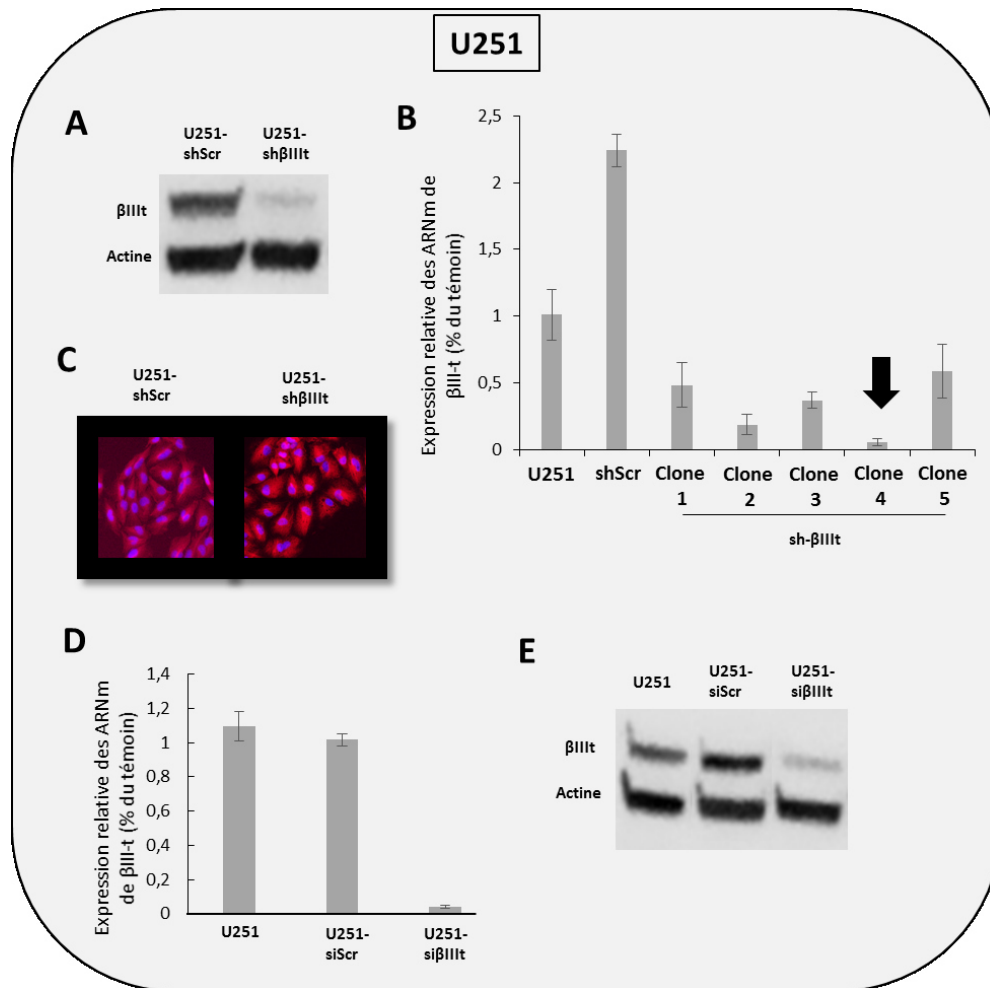 U251
A
U251-
shScr
U251-
shβIIIt
βIIIt
Actine
B
Expression relative des ARNm de
βIII-t (% du témoin)
2,5
2
1,5
1
0,5
0
U251
shScr
Clone
1
Clone
2
Clone
3
Clone
4
Clone
5
sh-βIIIt
C
U251-
shScr
U251-
shβIIIt
D
Expression relative des ARNm
de βIII-t (% du témoin)
1,4
1,2
1
0,8
0,6
0,4
0,2
0
U251
U251-
siScr
U251-
siβIIIt
E
U251
U251-
siScr
U251-
siβIIIt
βIIIt
Actine